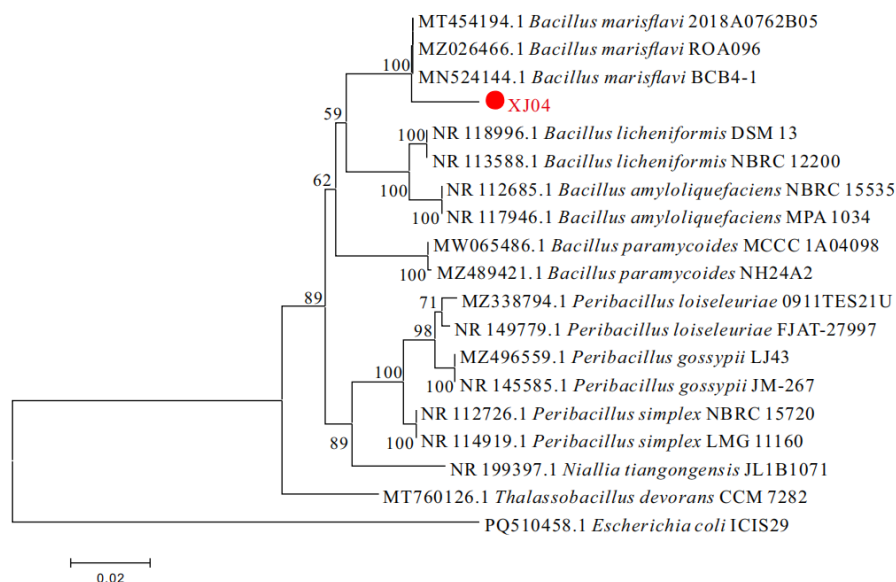 MT454194.1 Bacillus marisflavi 2018A0762B05
MZ026466.1 Bacillus marisflavi ROA096
100 MN524144.1 Bacillus marisflavi BCB4-1
XJ04
59
100 NR 118996.1 Bacillus licheniformis DSM 13
NR 113588.1 Bacillus licheniformis NBRC 12200
62
100 NR 112685.1 Bacillus amyloliquefaciens NBRC 15535
100 NR 117946.1 Bacillus amyloliquefaciens MPA 1034
MW065486.1 Bacillus paramycoides MCCC 1A04098
100 MZ489421.1 Bacillus paramycoides NH24A2
89
71 MZ338794.1 Peribacillus loiseleuriae 0911TES21U
98 NR 149779.1 Peribacillus loiseleuriae FJAT-27997
MZ496559.1 Peribacillus gossypii LJ43
100
100 NR 145585.1 Peribacillus gossypii JM-267
NR 112726.1 Peribacillus simplex NBRC 15720
89
100 NR 114919.1 Peribacillus simplex LMG 11160
NR 199397.1 Niallia tiangongensis JL1B1071
MT760126.1 Thalassobacillus devorans CCM 7282
PQ510458.1 Escherichia coli ICIS29
0.02